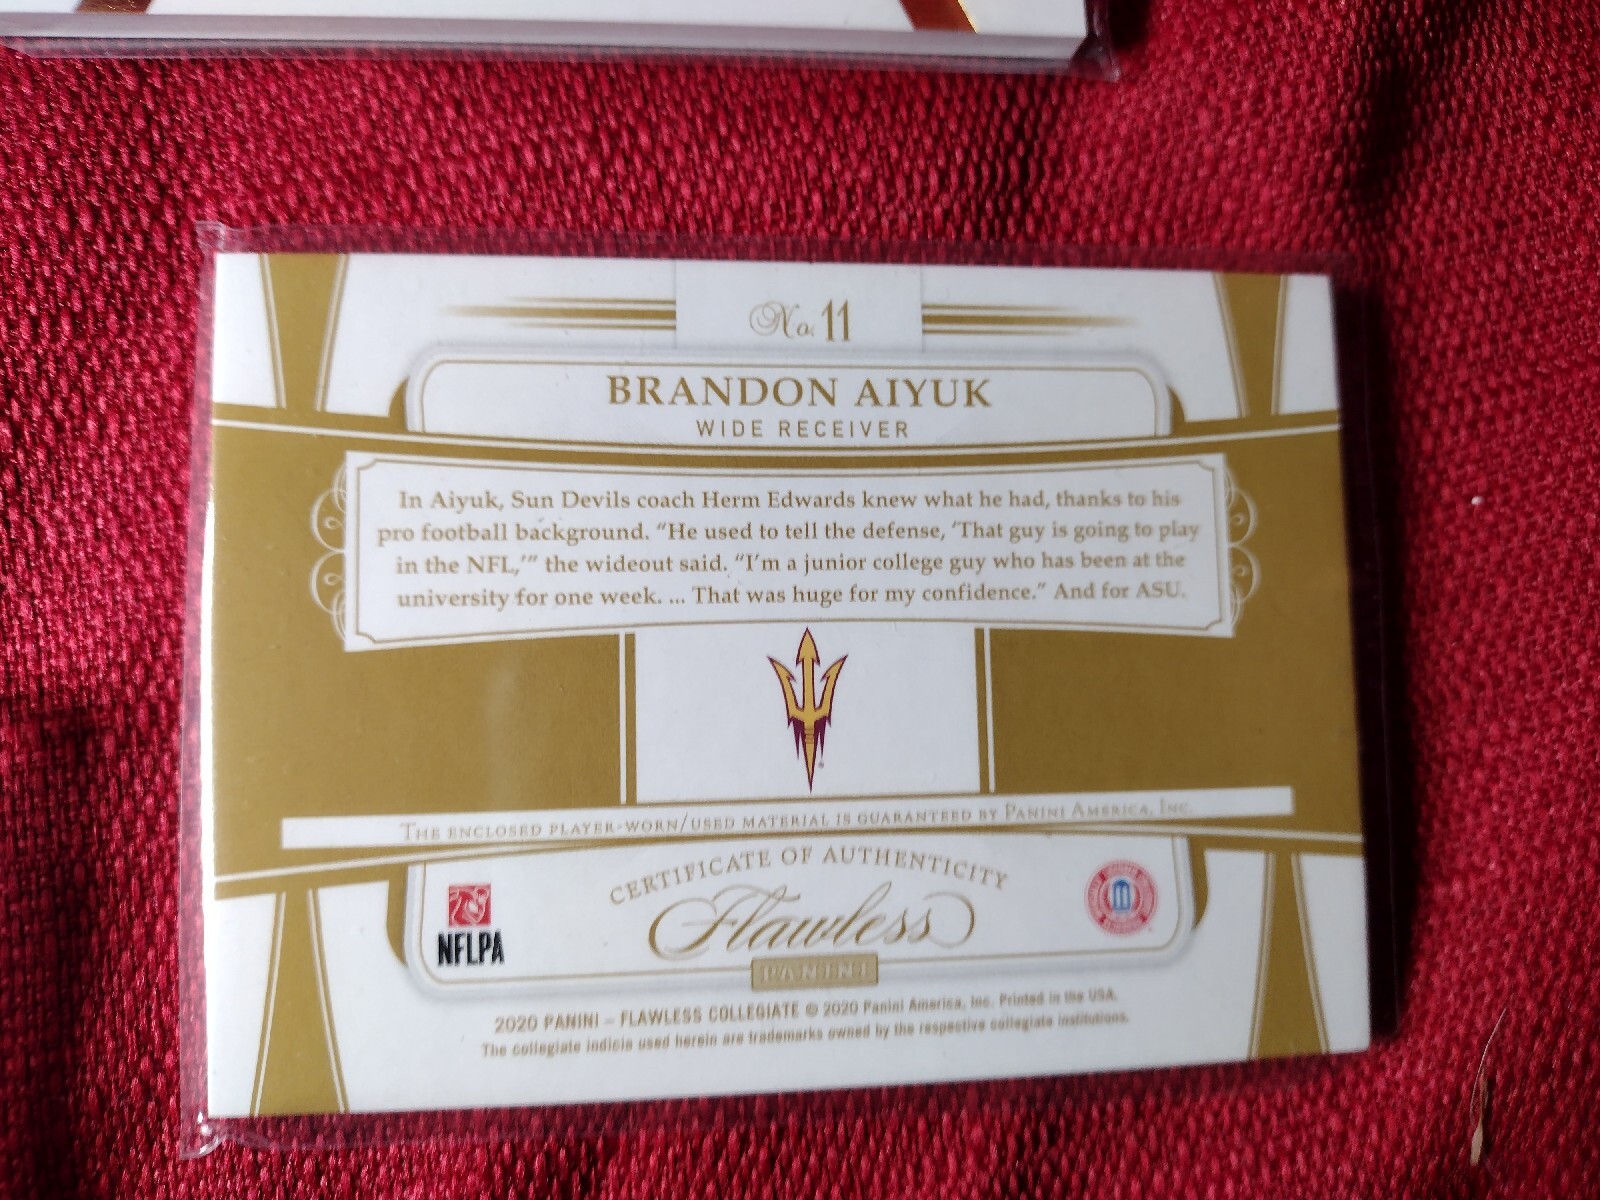 No. 11
BRANDON AIYUK
WIDE RECEIVER
In Aiyuk, Sun Devils coach Herm Edwards knew what he had, thanks to his
pro football background. “He used to tell the defense, ‘That guy is going to play
in the NFL,’” the wideout said. “I’m a junior college guy who has been at the
university for one week. ... That was huge for my confidence.” And for ASU.
THE ENCLOSED PLAYER-WORN/USED MATERIAL IS GUARANTEED BY PANINI AMERICA, INC.
CERTIFICATE OF AUTHENTICITY
Flawless
PANINI
NFLPA
2020 PANINI – FLAWLESS COLLEGIATE © 2020 Panini America, Inc. Printed in the USA.
The collegiate indicia used herein are trademarks owned by the respective collegiate institutions.